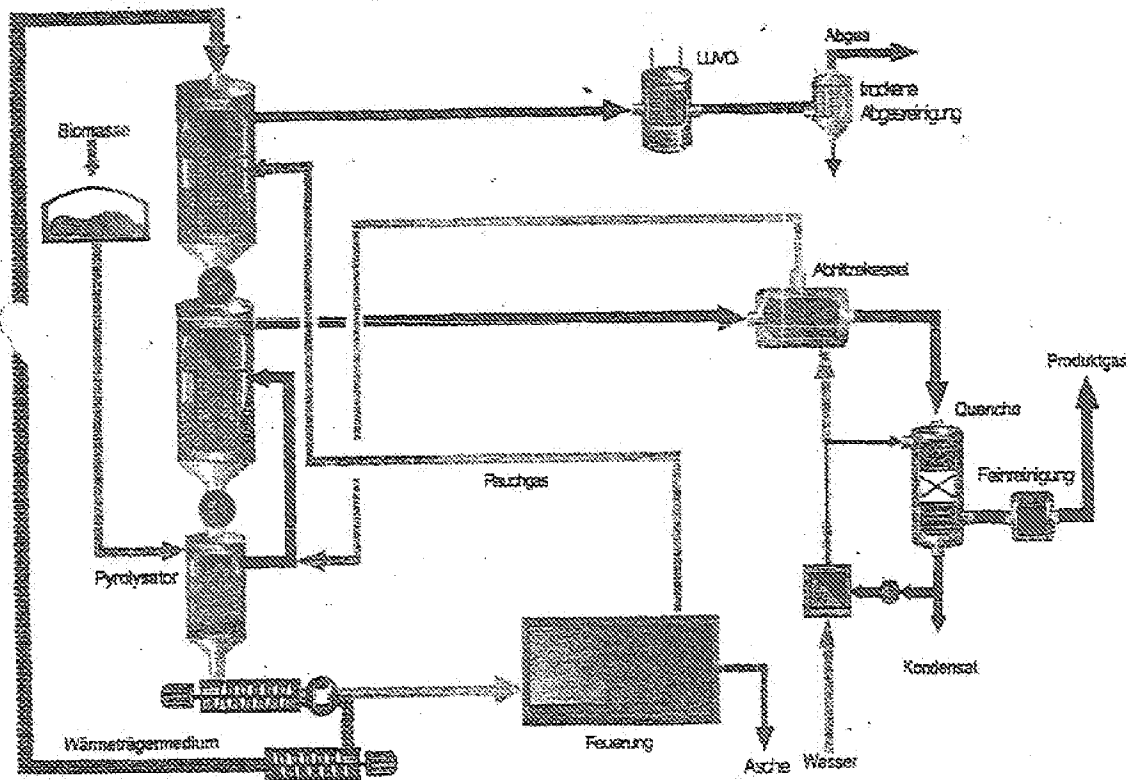 Abgas
LUVO
trockene
Abgasreinigung
Biomasse
Abhitzekessel
Produktgas
Quenche
Feinreinigung
Rauchgas
Pyrolysator
Kondensat
Wärmeträgermedium
Feuerung
Asche
Wasser